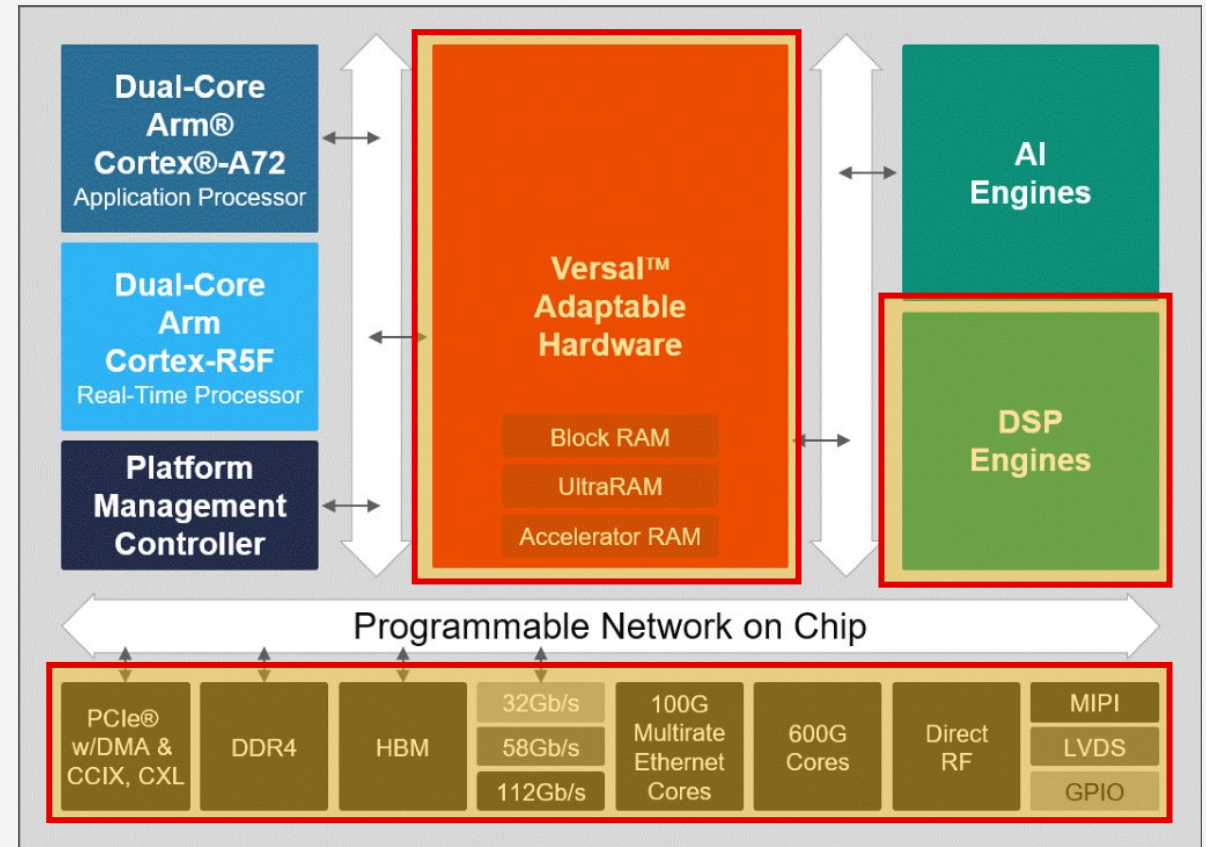 Dual-Core
Arm®
Cortex®-A72
Application Processor
Dual-Core
Arm
Cortex-R5F
Real-Time Processor
Platform
Management
Controller
Versal™
Adaptable
Hardware
Block RAM
UltraRAM
Accelerator RAM
AI
Engines
DSP
Engines
Programmable Network on Chip
PCIe®
w/DMA &
CCIX, CXL
DDR4
HBM
32Gb/s
58Gb/s
112Gb/s
100G
Multirate
Ethernet
Cores
600G
Cores
Direct
RF
MIPI
LVDS
GPIO